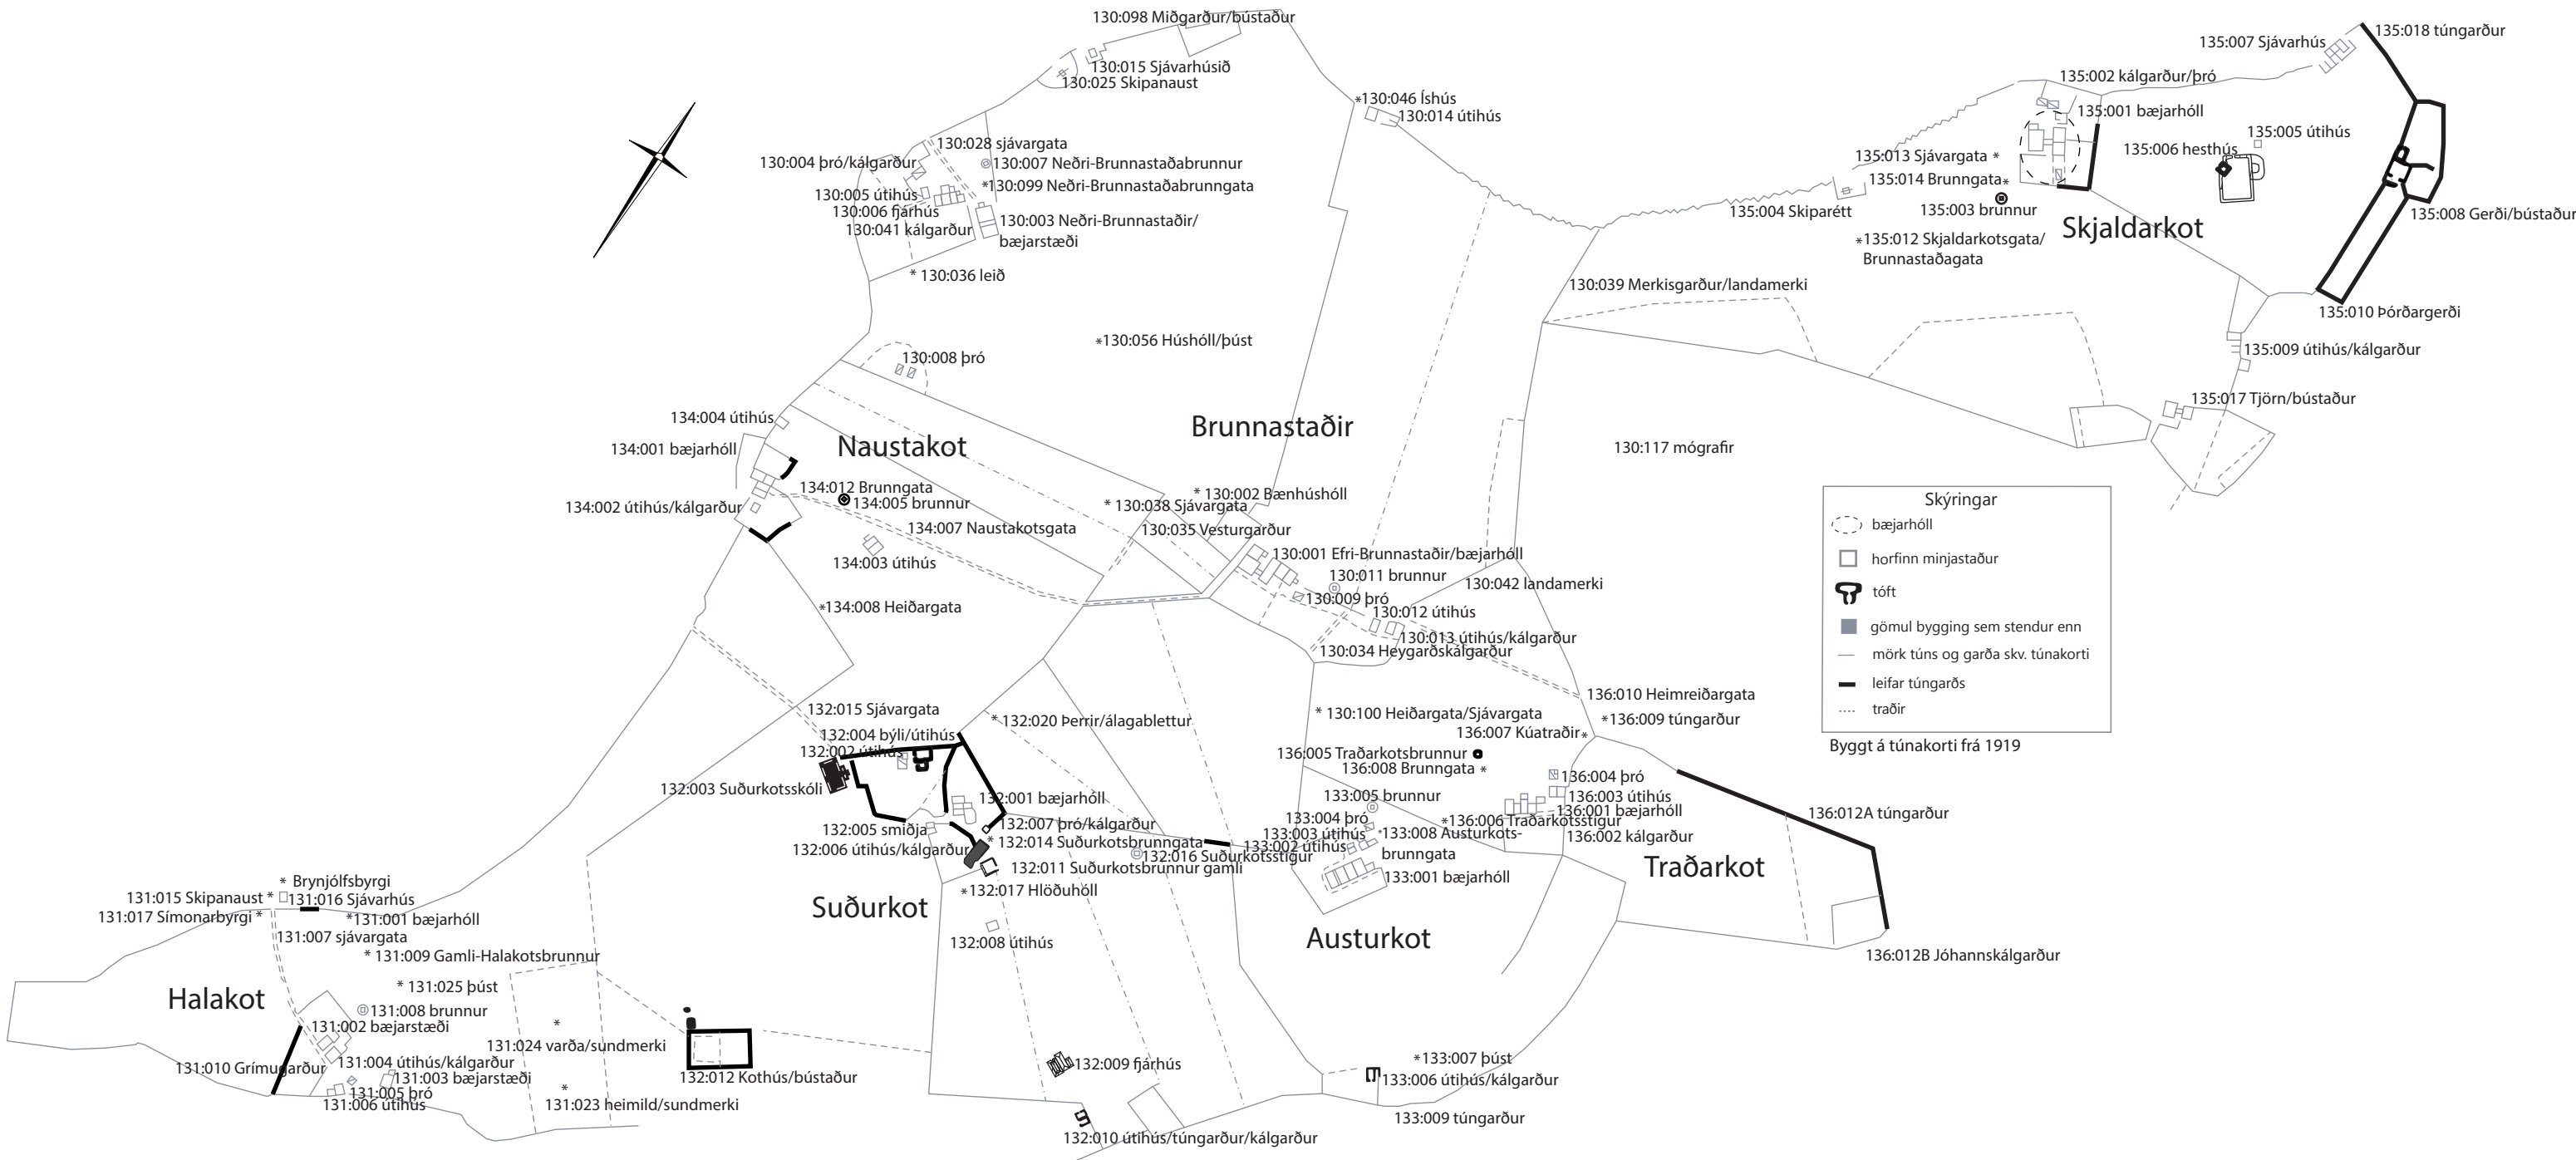 130:098 Miðgarður/bústaður
130:015 Sjávarhúsið
130:025 Skipanaust
130:046 Íshús
130:014 útihús
135:007 Sjávarhús
135:018 túngarður
135:002 kálgarður/þró
135:001 bæjarhóll
135:005 útihús
135:006 hesthús
135:013 Sjávargata
135:014 Brunngata
135:004 Skiparétt
135:003 brunnur
135:012 Skjaldarkotsgata/
Brunnastaðagata
Skjaldarkot
135:008 Gerði/bústaður
135:010 Þórðargerði
135:009 útihús/kálgarður
135:017 Tjörn/bústaður
130:028 sjávargata
130:004 þró/kálgarður
130:007 Neðri-Brunnastaðabrunnur
130:099 Neðri-Brunnastaðabrunngata
130:005 útihús
130:006 fjárhús
130:041 kálgarður
130:003 Neðri-Brunnastaðir/
bæjarstæði
130:036 leið
130:039 Merkisgarður/landamerki
130:056 Húshóll/þúst
130:008 þró
Brunnastaðir
130:117 mógrafir
134:004 útihús
134:001 bæjarhóll
Naustakot
134:012 Brunngata
134:005 brunnur
134:002 útihús/kálgarður
134:007 Naustakotsgata
134:003 útihús
134:008 Heiðargata
130:002 Bænhúshóll
130:038 Sjávargata
130:035 Vesturgarður
130:001 Efri-Brunnastaðir/bæjarhóll
130:011 brunnur
130:042 landamerki
130:009 þró
130:012 útihús
130:013 útihús/kálgarður
130:034 Heygarðskálgarður
Skýringar
bæjarhóll
horfinn minjastaður
tóft
gömul bygging sem stendur enn
mörk túns og garða skv. túnakorti
leifar túngarðs
traðir
Byggt á túnakorti frá 1919
136:010 Heimreiðargata
130:100 Heiðargata/Sjávargata
136:009 túngarður
136:007 Kúatraðir
136:005 Traðarkotsbrunnur
136:008 Brunngata
136:004 þró
136:003 útihús
136:001 bæjarhóll
136:006 Traðarkotsstígur
136:002 kálgarður
136:012A túngarður
Traðarkot
136:012B Jóhannskálgarður
132:015 Sjávargata
132:020 Þerrir/álagablettur
132:004 býli/útihús
132:002 útihús
132:003 Suðurkotsskóli
132:001 bæjarhóll
132:005 smiðja
132:007 þró/kálgarður
132:006 útihús/kálgarður
132:014 Suðurkotsbrunngata
132:016 Suðurkotsstígur
132:011 Suðurkotsbrunnur gamli
132:017 Hlöðuhóll
Suðurkot
132:008 útihús
133:005 brunnur
133:004 þró
133:003 útihús
133:002 útihús
133:008 Austurkots-
brunngata
133:001 bæjarhóll
Austurkot
Brynjólfsbyrgi
131:015 Skipanaust
131:016 Sjávarhús
131:017 Símonarbyrgi
131:001 bæjarhóll
131:007 sjávargata
131:009 Gamli-Halakotsbrunnur
131:025 þúst
Halakot
131:008 brunnur
131:002 bæjarstæði
131:024 varða/sundmerki
131:004 útihús/kálgarður
131:010 Grímugarður
131:003 bæjarstæði
131:005 þró
131:006 útihús
131:023 heimild/sundmerki
132:012 Kothús/bústaður
132:009 fjárhús
132:010 útihús/túngarður/kálgarður
133:007 þúst
133:006 útihús/kálgarður
133:009 túngarður